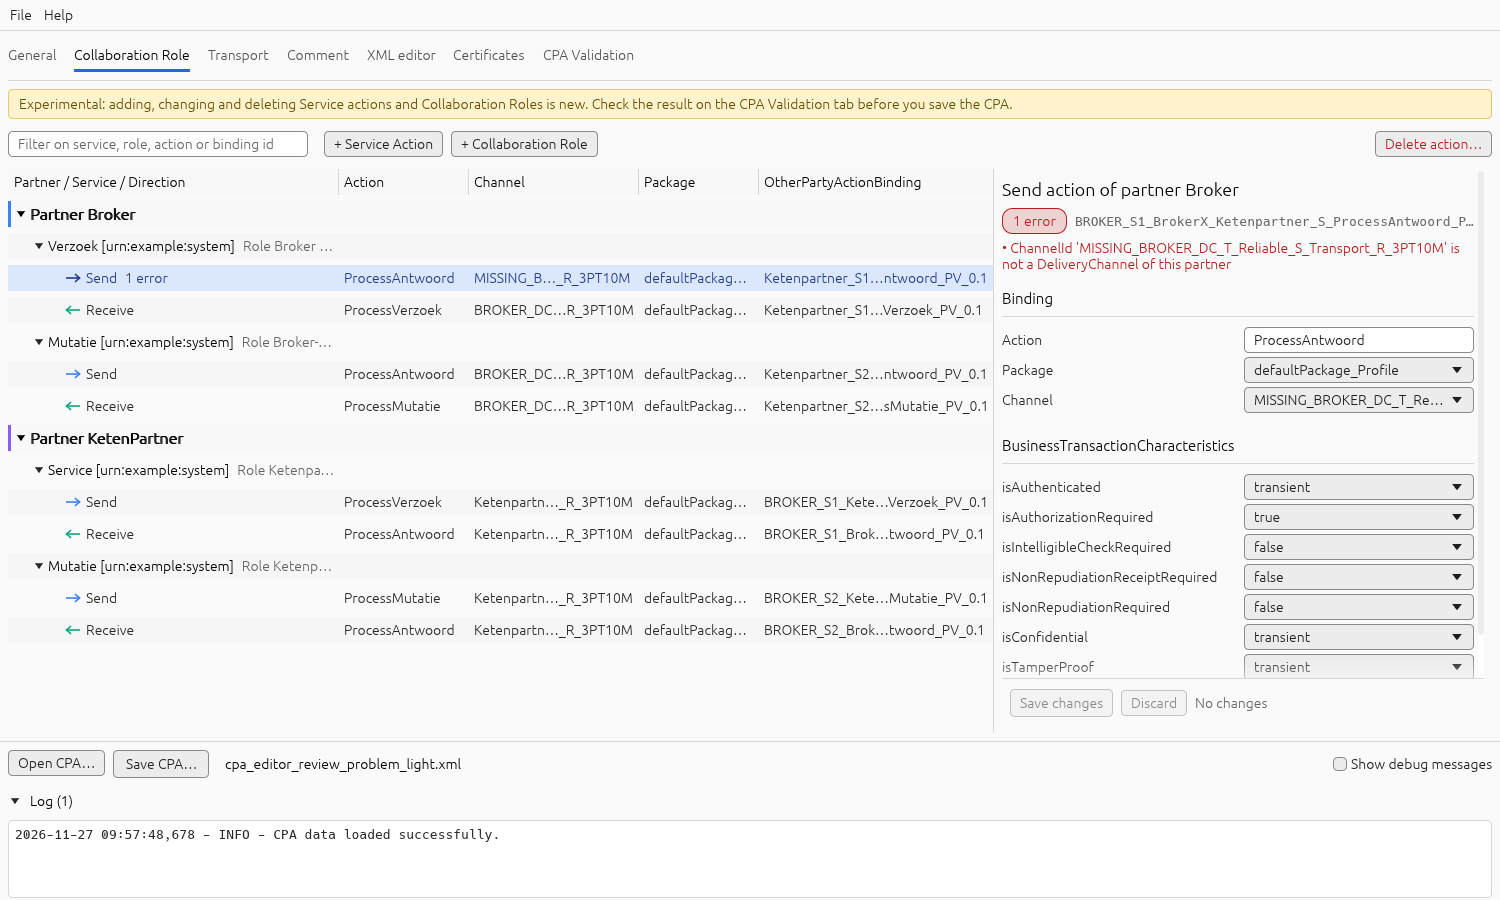 File Help
General Collaboration Role Transport Comment XML editor Certificates CPA Validation
Experimental: adding, changing and deleting Service actions and Collaboration Roles is new. Check the result on the CPA Validation tab before you save the CPA.
Filter on service, role, action or binding id + Service Action + Collaboration Role Delete action…
Partner / Service / Direction Action Channel Package OtherPartyActionBinding
Partner Broker
Verzoek [urn:example:system] Role Broker …
Send 1 error ProcessAntwoord MISSING_B…_R_3PT10M defaultPackag… Ketenpartner_S1…ntwoord_PV_0.1
Receive ProcessVerzoek BROKER_DC…R_3PT10M defaultPackag… Ketenpartner_S1…Verzoek_PV_0.1
Mutatie [urn:example:system] Role Broker-…
Send ProcessAntwoord BROKER_DC…R_3PT10M defaultPackag… Ketenpartner_S2…ntwoord_PV_0.1
Receive ProcessMutatie BROKER_DC…R_3PT10M defaultPackag… Ketenpartner_S2…sMutatie_PV_0.1
Partner KetenPartner
Service [urn:example:system] Role Ketenpa…
Send ProcessVerzoek Ketenpartn…_R_3PT10M defaultPackag… BROKER_S1_Kete…Verzoek_PV_0.1
Receive ProcessAntwoord Ketenpartn…_R_3PT10M defaultPackag… BROKER_S1_Brok…twoord_PV_0.1
Mutatie [urn:example:system] Role Ketenp…
Send ProcessMutatie Ketenpartn…_R_3PT10M defaultPackag… BROKER_S2_Kete…Mutatie_PV_0.1
Receive ProcessAntwoord Ketenpartn…_R_3PT10M defaultPackag… BROKER_S2_Brok…twoord_PV_0.1
Send action of partner Broker
1 error BROKER_S1_BrokerX_Ketenpartner_S_ProcessAntwoord_P…
• ChannelId 'MISSING_BROKER_DC_T_Reliable_S_Transport_R_3PT10M' is
not a DeliveryChannel of this partner
Binding
Action ProcessAntwoord
Package defaultPackage_Profile
Channel MISSING_BROKER_DC_T_Re…
BusinessTransactionCharacteristics
isAuthenticated transient
isAuthorizationRequired true
isIntelligibleCheckRequired false
isNonRepudiationReceiptRequired false
isNonRepudiationRequired false
isConfidential transient
isTamperProof transient
Save changes Discard No changes
Open CPA… Save CPA… cpa_editor_review_problem_light.xml Show debug messages
Log (1)
2026-11-27 09:57:48,678 - INFO - CPA data loaded successfully.